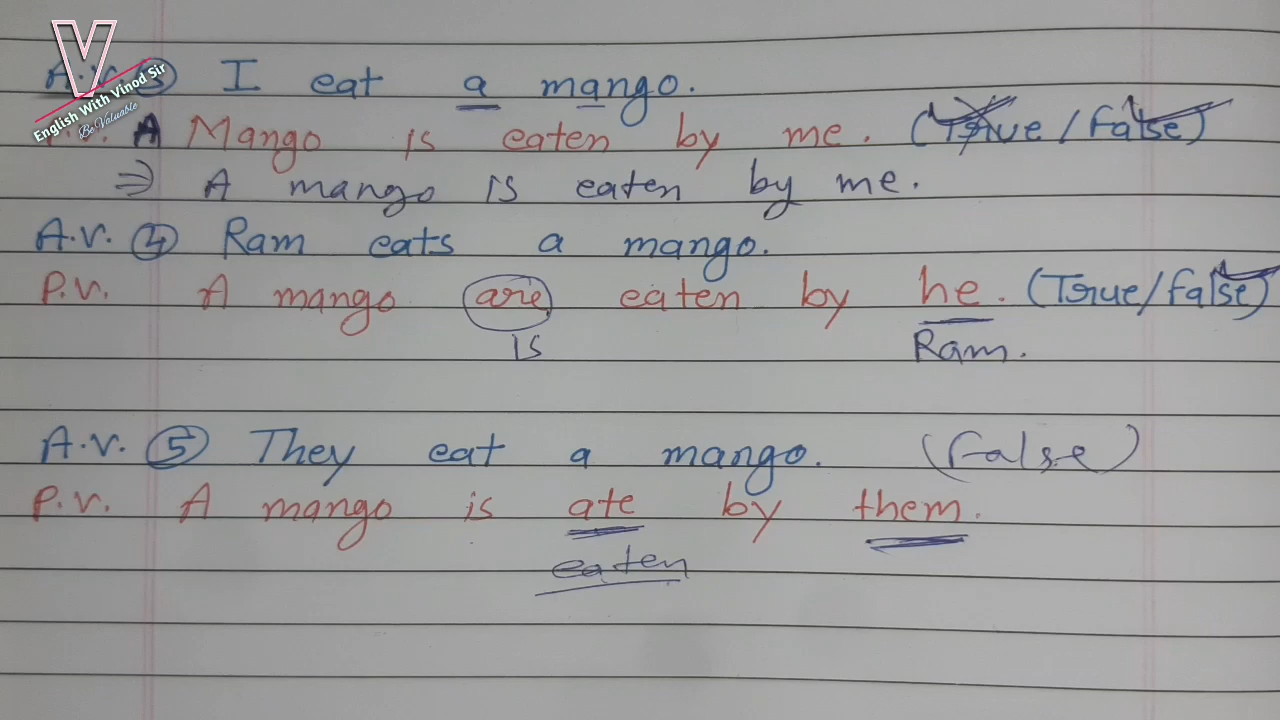 V
English With Vinod Sir
Be Valuable
A.V. ③ I eat a mango.
P.V. A Mango is eaten by me. (True/False)
⇒ A mango is eaten by me.
A.V. ④ Ram eats a mango.
P.V. A mango are eaten by he. (True/False)
is Ram.
A.V. ⑤ They eat a mango. (False)
P.V. A mango is ate by them.
eaten